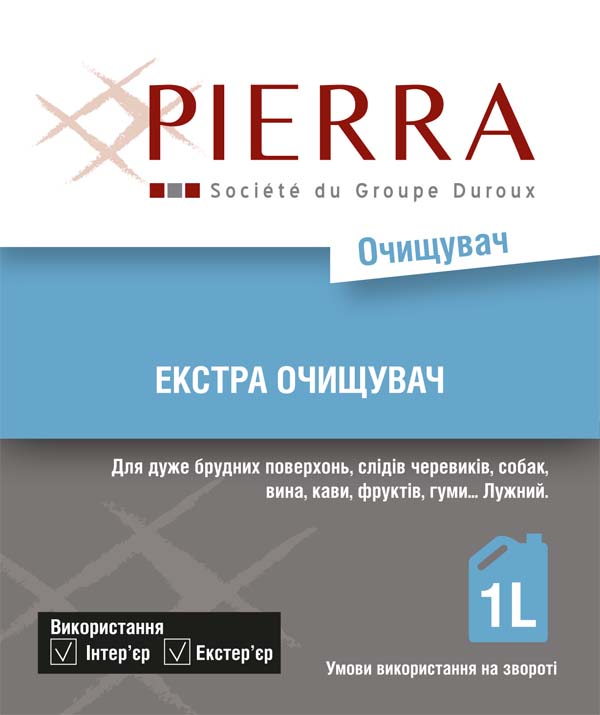 PIERRA
Société du Groupe Duroux
Очищувач
ЕКСТРА ОЧИЩУВАЧ
Для дуже брудних поверхонь, слідів черевиків, собак,
вина, кави, фруктів, гуми... Лужний.
1L
Використання
Інтер'єр Екстер'єр
Умови використання на звороті